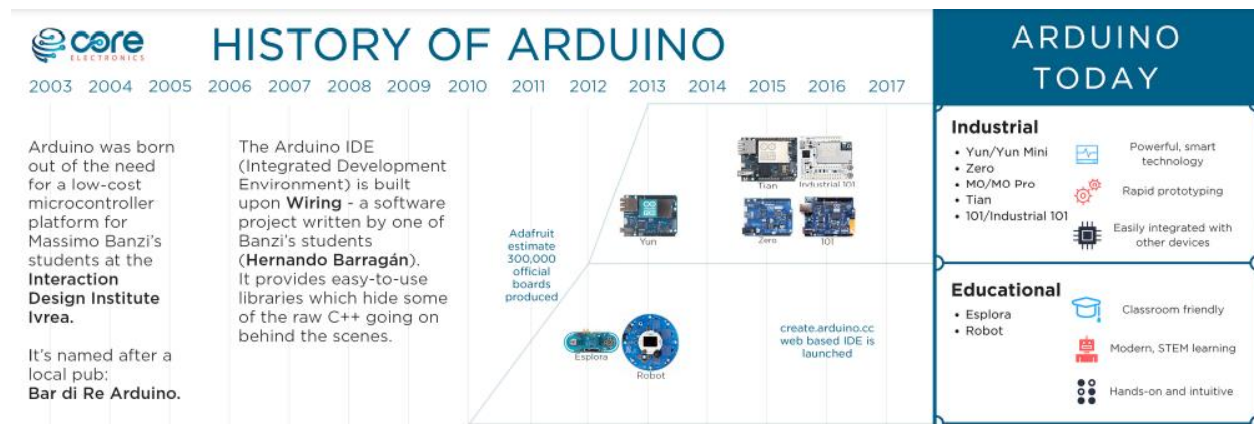 core
ELECTRONICS
HISTORY OF ARDUINO
2003 2004 2005 2006 2007 2008 2009 2010 2011 2012 2013 2014 2015 2016 2017
Arduino was born
out of the need
for a low-cost
microcontroller
platform for
Massimo Banzi's
students at the
Interaction
Design Institute
Ivrea.
It's named after a
local pub:
Bar di Re Arduino.
The Arduino IDE
(Integrated Development
Environment) is built
upon Wiring - a software
project written by one of
Banzi's students
(Hernando Barragán).
It provides easy-to-use
libraries which hide some
of the raw C++ going on
behind the scenes.
Adafruit
estimate
300,000
official
boards
produced
Yun
Tian
Industrial 101
Zero
101
Esplora
Robot
create.arduino.cc
web based IDE is
launched
ARDUINO
TODAY
Industrial
• Yun/Yun Mini
• Zero
• M0/M0 Pro
• Tian
• 101/Industrial 101
Powerful, smart
technology
Rapid prototyping
Easily integrated with
other devices
Educational
• Esplora
• Robot
Classroom friendly
Modern, STEM learning
Hands-on and intuitive